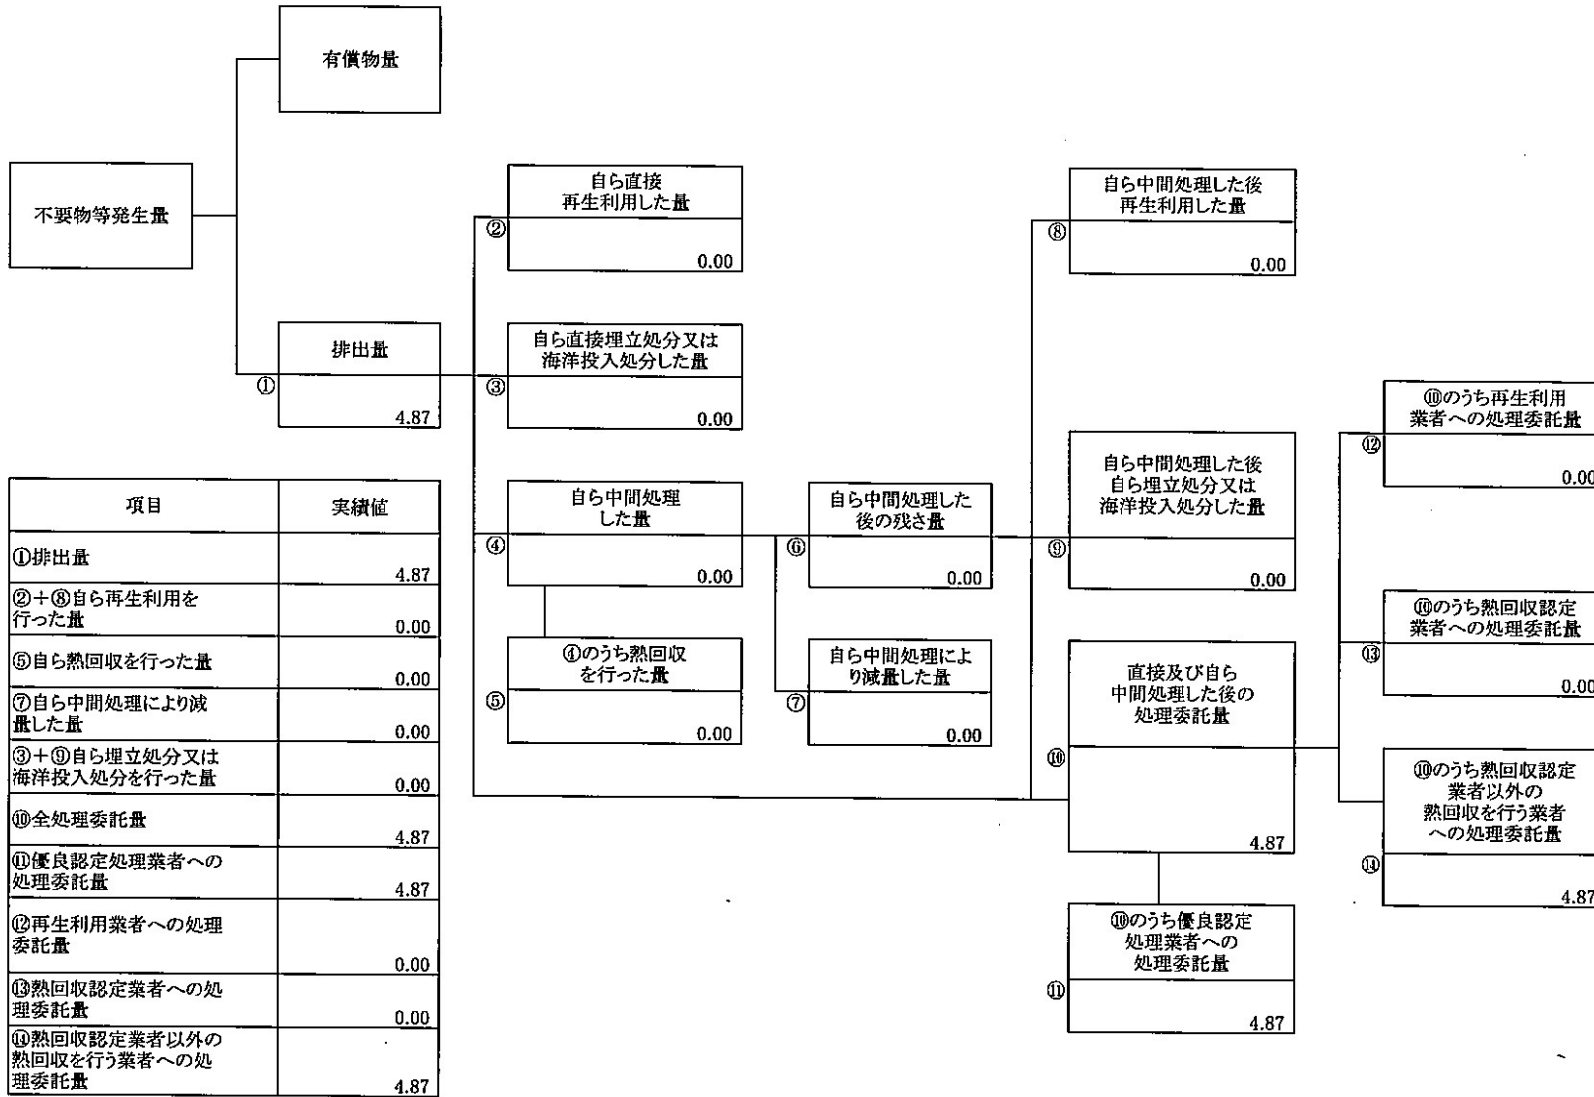 有償物量
不要物等発生量
排出量
①
4.87
自ら直接
再生利用した量
②
0.00
自ら直接埋立処分又は
海洋投入処分した量
③
0.00
自ら中間処理
した量
④
0.00
④のうち熱回収
を行った量
⑤
0.00
自ら中間処理した
後の残さ量
⑥
0.00
自ら中間処理によ
り減量した量
⑦
0.00
自ら中間処理した後
再生利用した量
⑧
0.00
自ら中間処理した後
自ら埋立処分又は
海洋投入処分した量
⑨
0.00
直接及び自ら
中間処理した後の
処理委託量
⑩
4.87
⑩のうち優良認定
処理業者への
処理委託量
⑪
4.87
⑩のうち再生利用
業者への処理委託量
⑫
0.00
⑩のうち熱回収認定
業者への処理委託量
⑬
0.00
⑩のうち熱回収認定
業者以外の
熱回収を行う業者
への処理委託量
⑭
4.87
項目 実績値
①排出量
4.87
②+⑧自ら再生利用を
行った量
0.00
⑤自ら熱回収を行った量
0.00
⑦自ら中間処理により減
量した量
0.00
③+⑨自ら埋立処分又は
海洋投入処分を行った量
0.00
⑩全処理委託量
4.87
⑪優良認定処理業者への
処理委託量
4.87
⑫再生利用業者への処理
委託量
0.00
⑬熱回収認定業者への処
理委託量
0.00
⑭熱回収認定業者以外の
熱回収を行う業者への処
理委託量
4.87